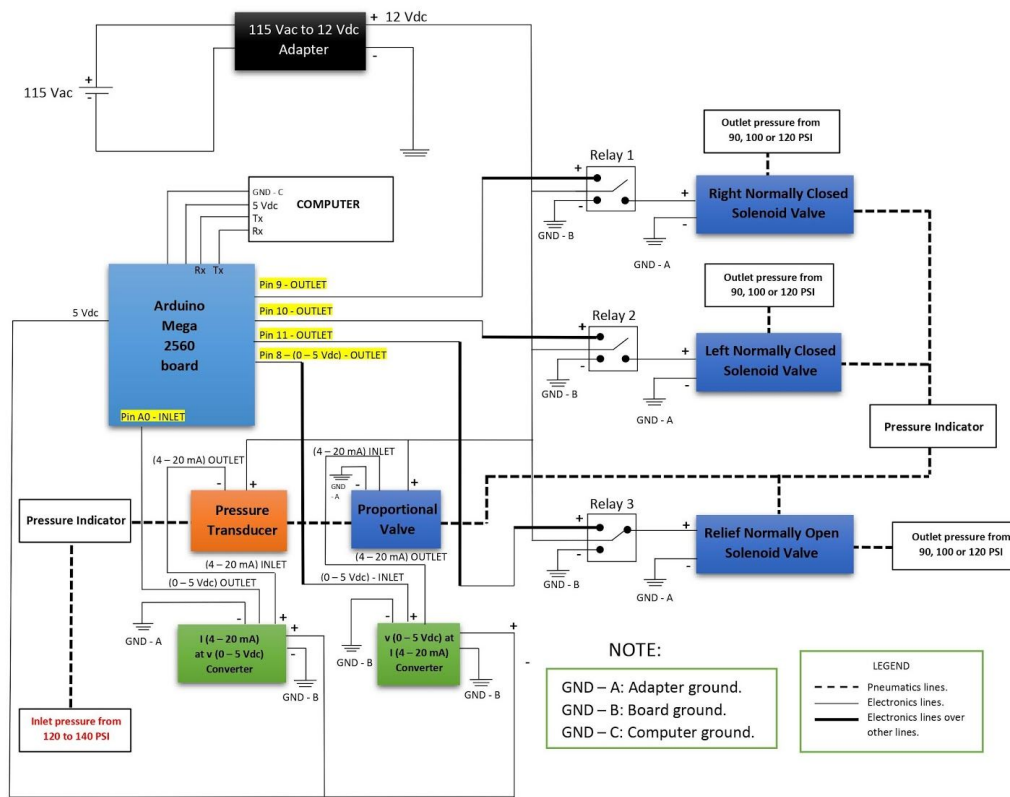 115 Vac to 12 Vdc
Adapter
+ 12 Vdc
-
+
-
115 Vac
GND - C
5 Vdc
Tx
Rx
COMPUTER
Rx Tx
Arduino
Mega
2560
board
5 Vdc
Pin 9 - OUTLET
Pin 10 - OUTLET
Pin 11 - OUTLET
Pin 8 – (0 – 5 Vdc) - OUTLET
Pin A0 - INLET
Relay 1
+
-
GND - B
+
-
GND - A
Outlet pressure from
90, 100 or 120 PSI
Right Normally Closed
Solenoid Valve
Relay 2
+
-
GND - B
+
-
GND - A
Outlet pressure from
90, 100 or 120 PSI
Left Normally Closed
Solenoid Valve
Pressure Indicator
Relay 3
+
-
GND - B
+
-
GND - A
Relief Normally Open
Solenoid Valve
Outlet pressure from
90, 100 or 120 PSI
(4 – 20 mA) OUTLET
- +
Pressure
Transducer
(4 – 20 mA) INLET
GND
- A
- +
Proportional
Valve
Pressure Indicator
Inlet pressure from
120 to 140 PSI
(4 – 20 mA) INLET
(0 – 5 Vdc) OUTLET
GND - A
- + +
+
-
I (4 – 20 mA)
at v (0 – 5 Vdc)
Converter
GND - B
(4 – 20 mA) OUTLET
(0 – 5 Vdc) - INLET
GND - B
- + +
+
-
v (0 – 5 Vdc) at
I (4 – 20 mA)
Converter
GND - B
+
-
NOTE:
GND – A: Adapter ground.
GND – B: Board ground.
GND – C: Computer ground.
LEGEND
Pneumatics lines.
Electronics lines.
Electronics lines over
other lines.